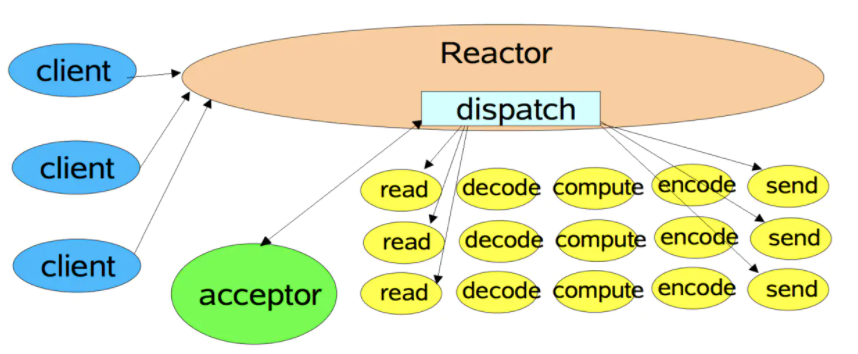 Reactor
client
dispatch
client
read decode compute encode send
read decode compute encode send
client
acceptor
read decode compute encode send